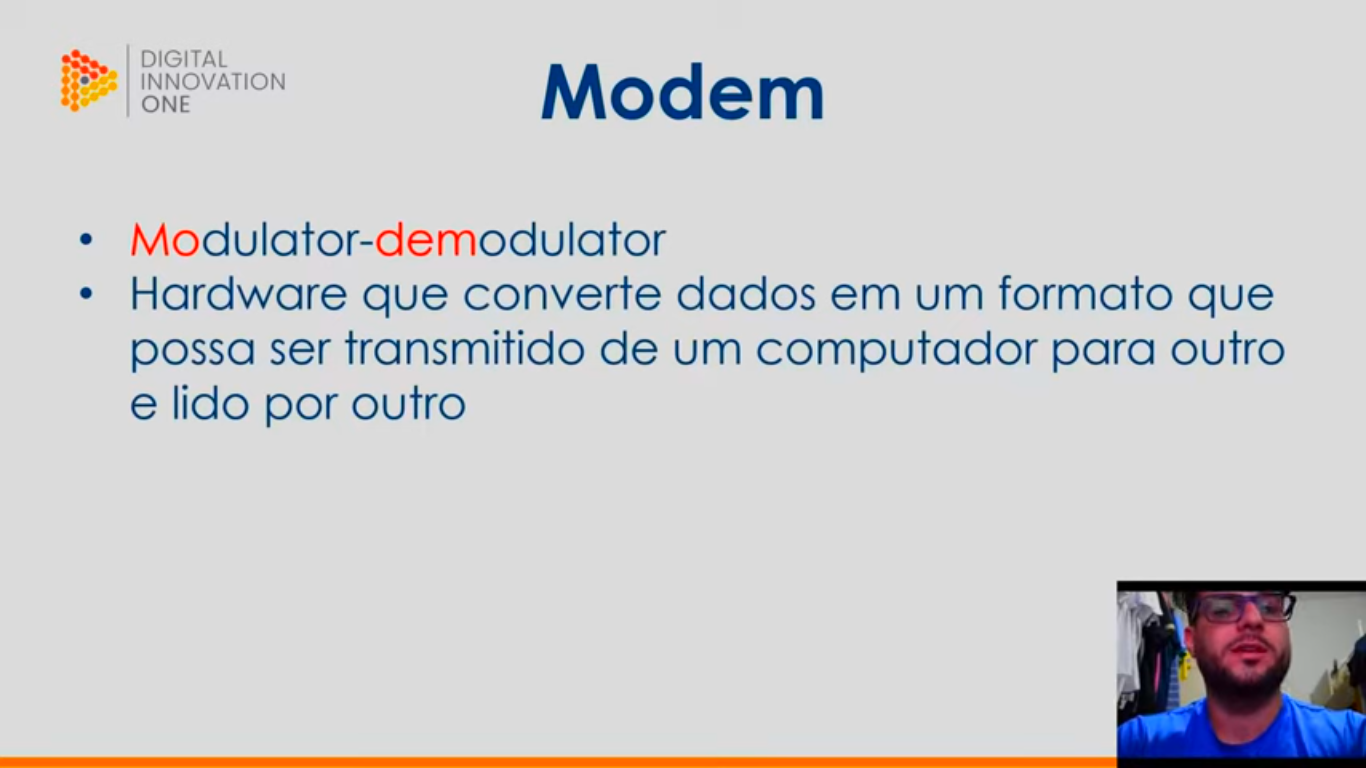 DIGITAL
INNOVATION
ONE
Modem
• Modulator-demodulator
• Hardware que converte dados em um formato que
possa ser transmitido de um computador para outro
e lido por outro